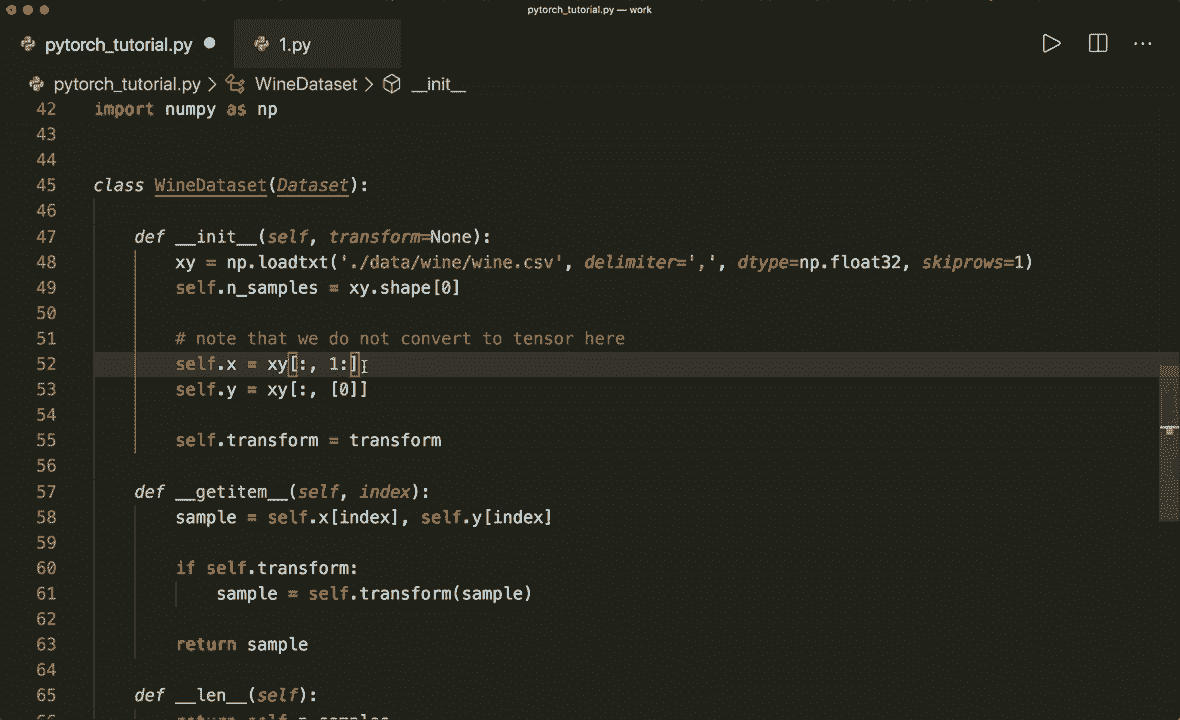 pytorch_tutorial.py — work
pytorch_tutorial.py 1.py
pytorch_tutorial.py > WineDataset > __init__
42 import numpy as np
43
44
45 class WineDataset(Dataset):
46
47 def __init__(self, transform=None):
48 xy = np.loadtxt('./data/wine/wine.csv', delimiter=',', dtype=np.float32, skiprows=1)
49 self.n_samples = xy.shape[0]
50
51 # note that we do not convert to tensor here
52 self.x = xy[:, 1:]
53 self.y = xy[:, [0]]
54
55 self.transform = transform
56
57 def __getitem__(self, index):
58 sample = self.x[index], self.y[index]
59
60 if self.transform:
61 sample = self.transform(sample)
62
63 return sample
64
65 def __len__(self):
66 return self.n_samples